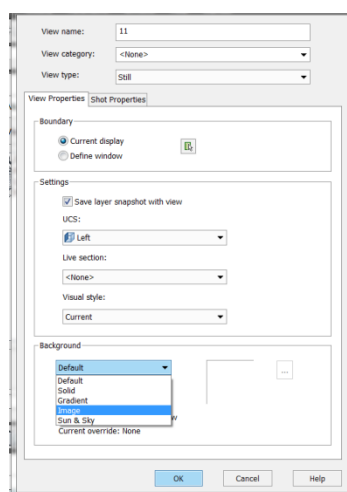 View name: 11
View category: <None>
View type: Still
View Properties Shot Properties
Boundary
Current display
Define window
Settings
Save layer snapshot with view
UCS:
Left
Live section:
<None>
Visual style:
Current
Background
Default
...
Default
Solid
Gradient
Image
Sun & Sky
Current override: None
OK Cancel Help